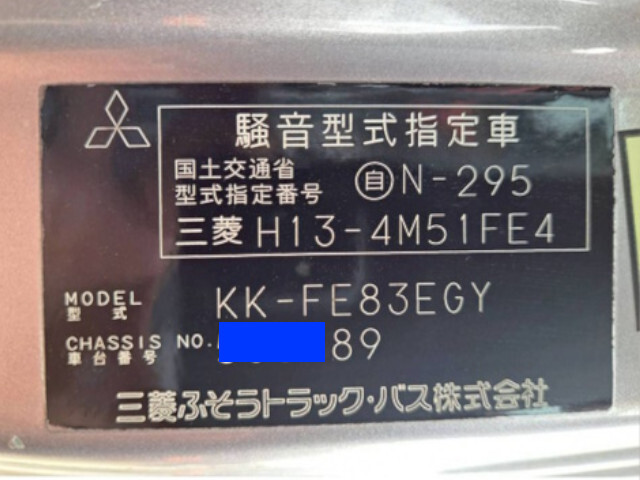 騒音型式指定車
国土交通省
型式指定番号 自N-295
三菱 H13-4M51FE4
MODEL
型式 KK-FE83EGY
CHASSIS NO.
車台番号 89
三菱ふそうトラック・バス株式会社